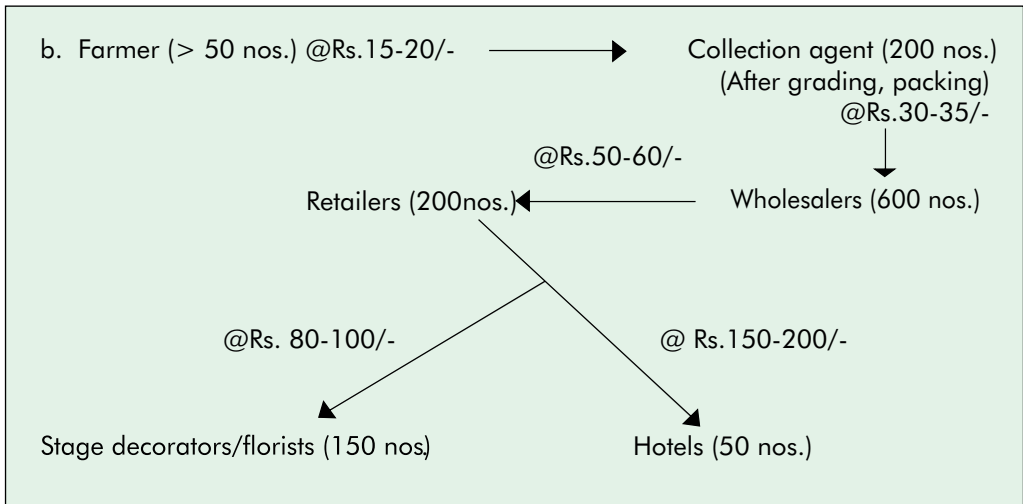 b. Farmer (> 50 nos.) @Rs.15-20/-
Collection agent (200 nos.)
(After grading, packing)
@Rs.30-35/-
@Rs.50-60/-
Retailers (200nos.)
Wholesalers (600 nos.)
@Rs. 80-100/-
@ Rs.150-200/-
Stage decorators/florists (150 nos)
Hotels (50 nos.)